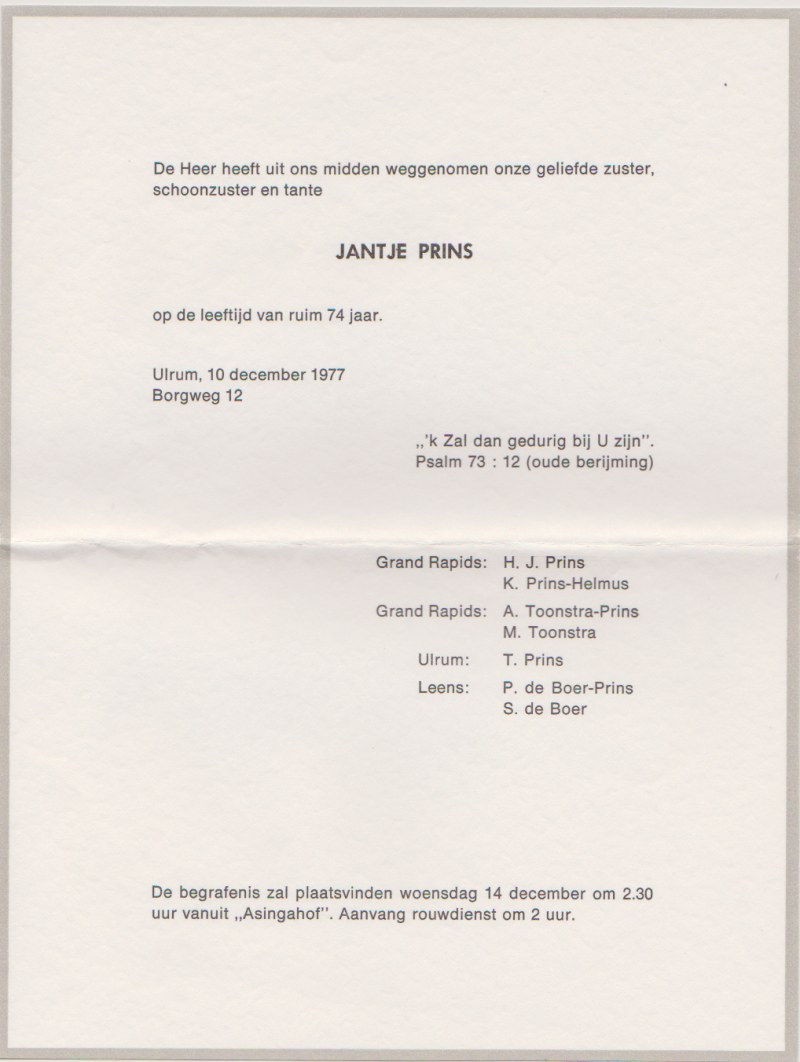 De Heer heeft uit ons midden weggenomen onze geliefde zuster,
schoonzuster en tante
JANTJE PRINS
op de leeftijd van ruim 74 jaar.
Ulrum, 10 december 1977
Borgweg 12
,,'k Zal dan gedurig bij U zijn".
Psalm 73 : 12 (oude berijming)
Grand Rapids: H. J. Prins
K. Prins-Helmus
Grand Rapids: A. Toonstra-Prins
M. Toonstra
Ulrum: T. Prins
Leens: P. de Boer-Prins
S. de Boer
De begrafenis zal plaatsvinden woensdag 14 december om 2.30
uur vanuit ,,Asingahof". Aanvang rouwdienst om 2 uur.